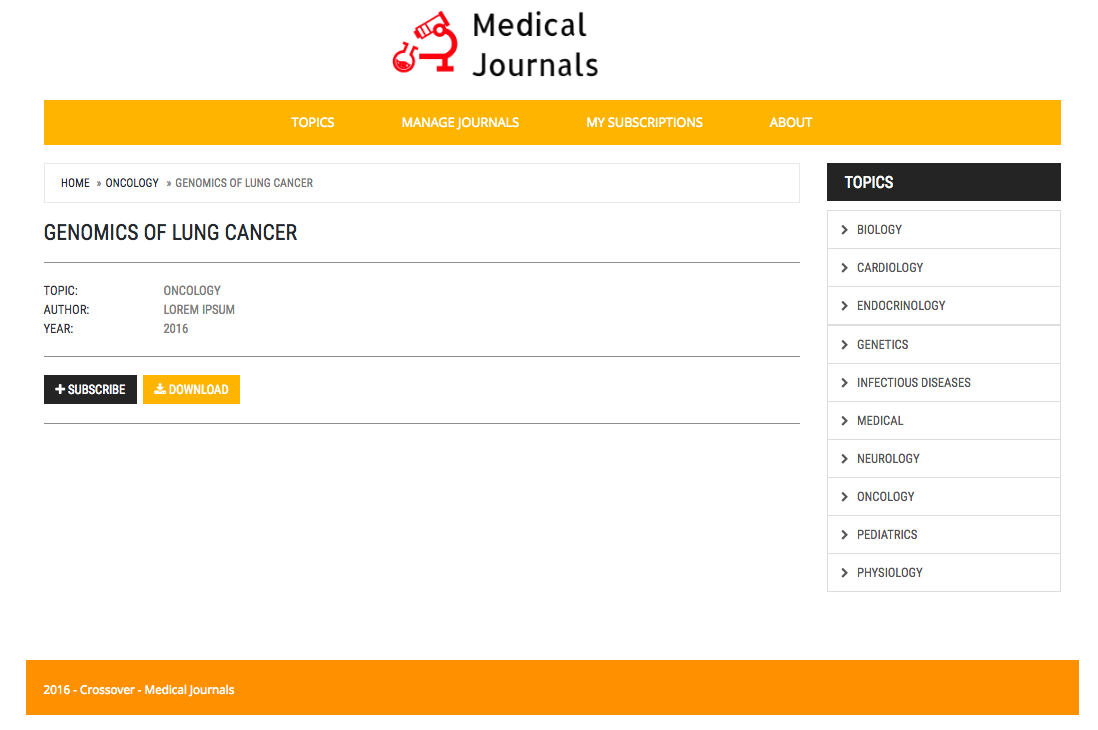 Medical
Journals
TOPICS MANAGE JOURNALS MY SUBSCRIPTIONS ABOUT
HOME » ONCOLOGY » GENOMICS OF LUNG CANCER
GENOMICS OF LUNG CANCER
TOPIC: ONCOLOGY
AUTHOR: LOREM IPSUM
YEAR: 2016
SUBSCRIBE DOWNLOAD
TOPICS
BIOLOGY
CARDIOLOGY
ENDOCRINOLOGY
GENETICS
INFECTIOUS DISEASES
MEDICAL
NEUROLOGY
ONCOLOGY
PEDIATRICS
PHYSIOLOGY
2016 - Crossover - Medical Journals